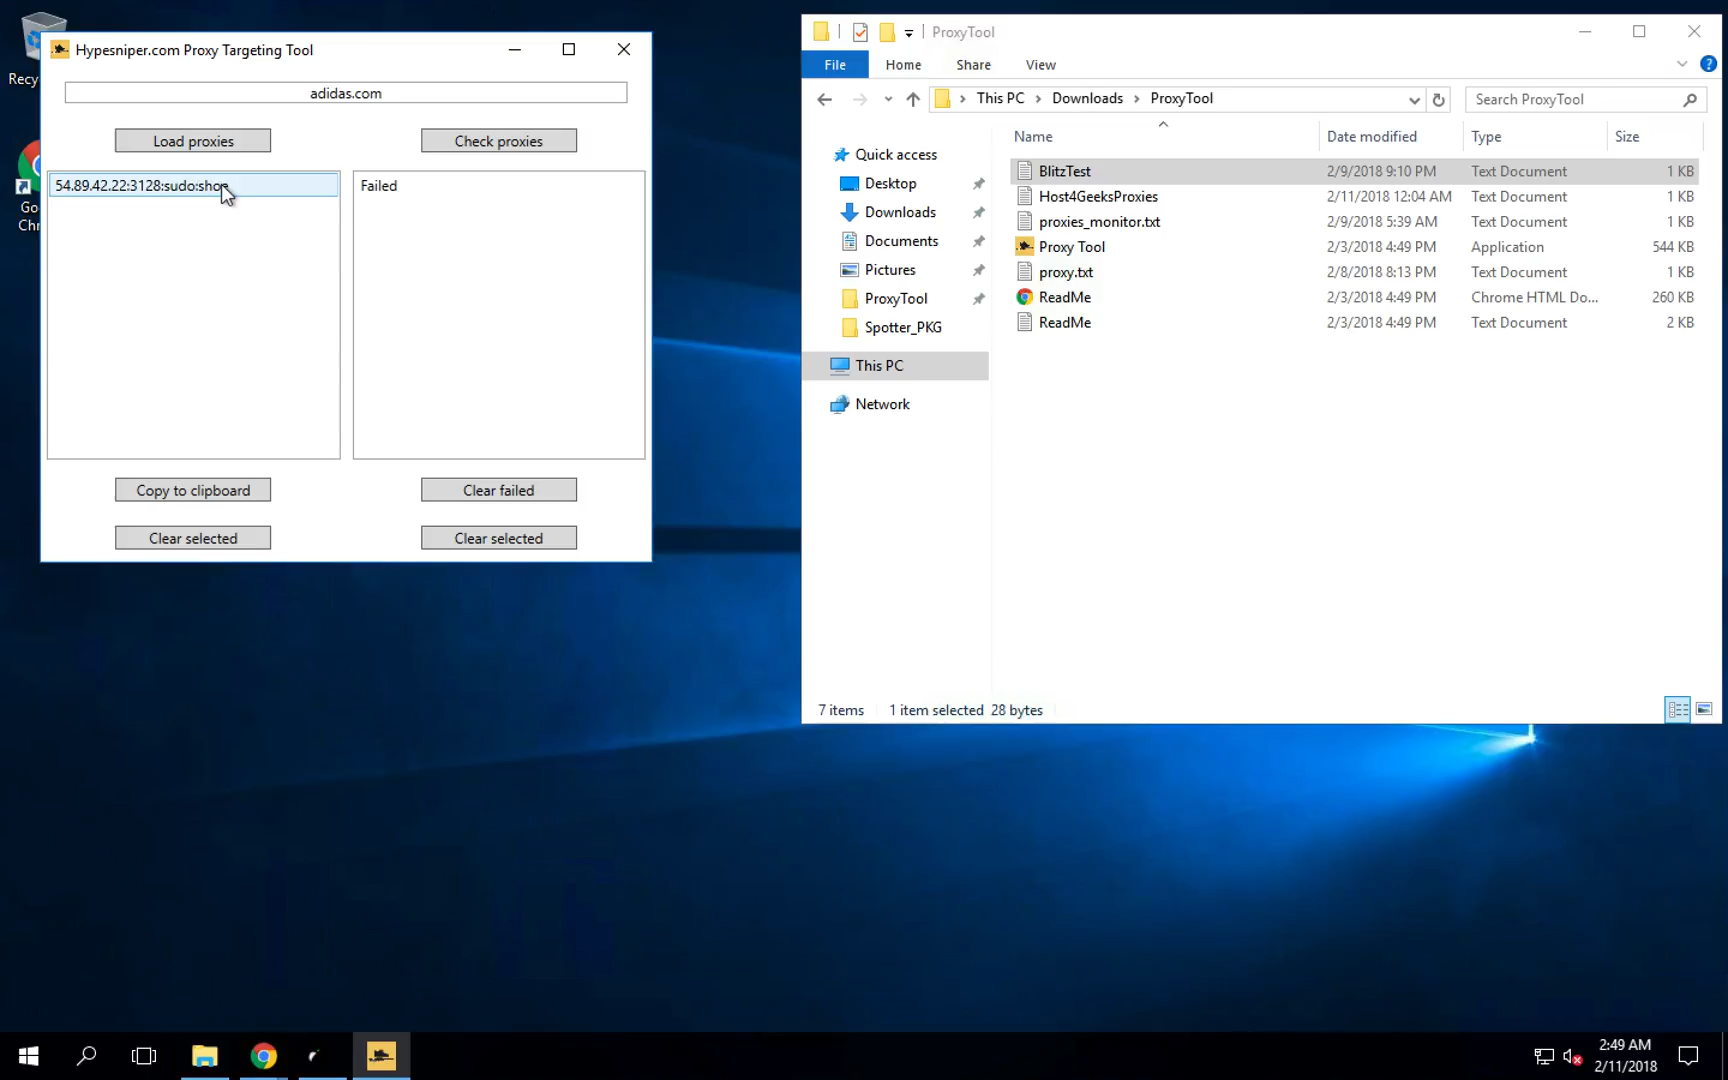 Recy
Go
Chr
Hypesniper.com Proxy Targeting Tool
adidas.com
Load proxies
Check proxies
54.89.42.22:3128:sudo:shop
Failed
Copy to clipboard
Clear failed
Clear selected
Clear selected
ProxyTool
File Home Share View
This PC Downloads ProxyTool
Search ProxyTool
Quick access
Desktop
Downloads
Documents
Pictures
ProxyTool
Spotter_PKG
This PC
Network
Name Date modified Type Size
BlitzTest 2/9/2018 9:10 PM Text Document 1 KB
Host4GeeksProxies 2/11/2018 12:04 AM Text Document 1 KB
proxies_monitor.txt 2/9/2018 5:39 AM Text Document 1 KB
Proxy Tool 2/3/2018 4:49 PM Application 544 KB
proxy.txt 2/8/2018 8:13 PM Text Document 1 KB
ReadMe 2/3/2018 4:49 PM Chrome HTML Do... 260 KB
ReadMe 2/3/2018 4:49 PM Text Document 2 KB
7 items 1 item selected 28 bytes
2:49 AM
2/11/2018